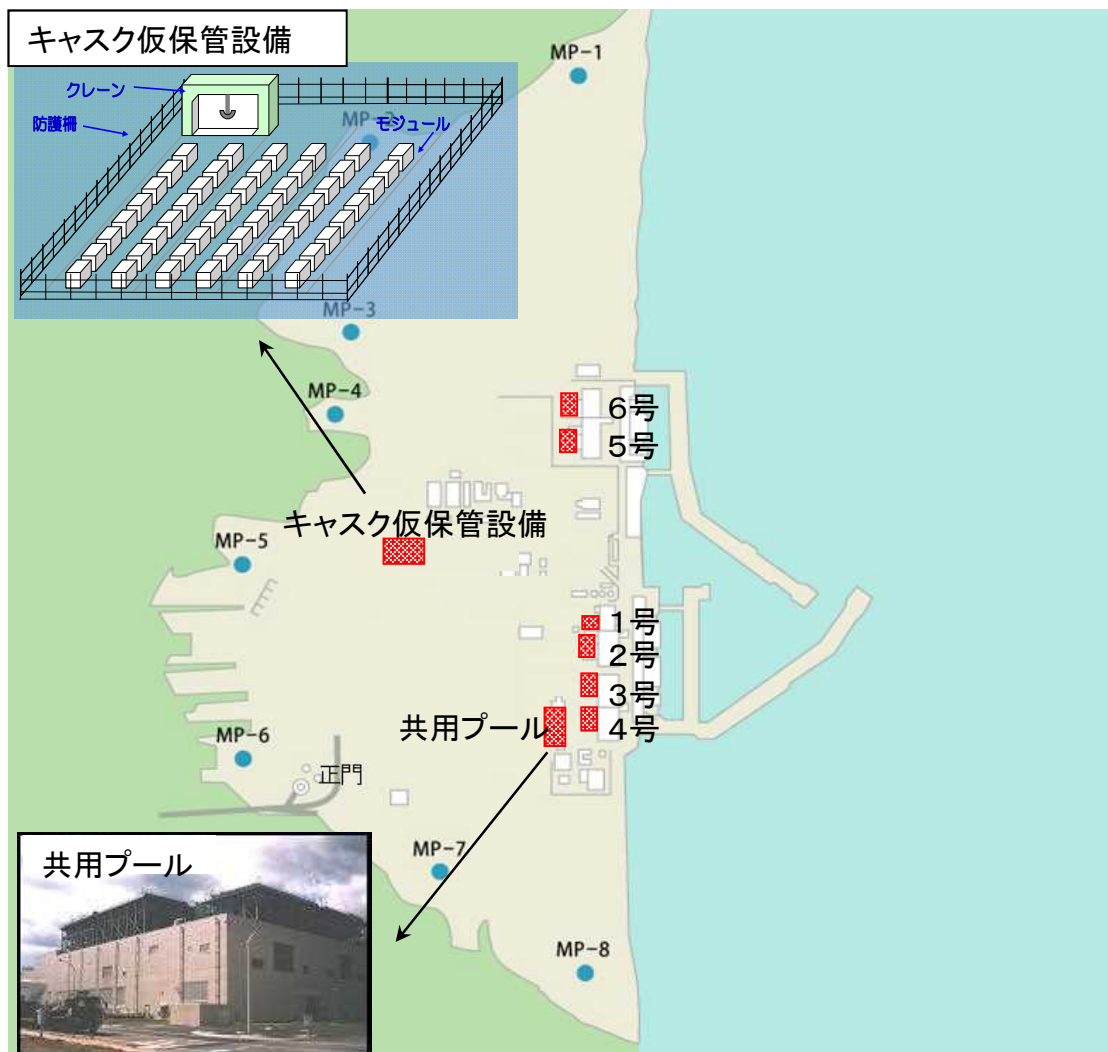 キャスク仮保管設備
クレーン
防護柵
モジュール
MP-1
MP-2
MP-3
MP-4
６号
５号
キャスク仮保管設備
MP-5
１号
２号
３号
共用プール
４号
MP-6
正門
共用プール
MP-7
MP-8